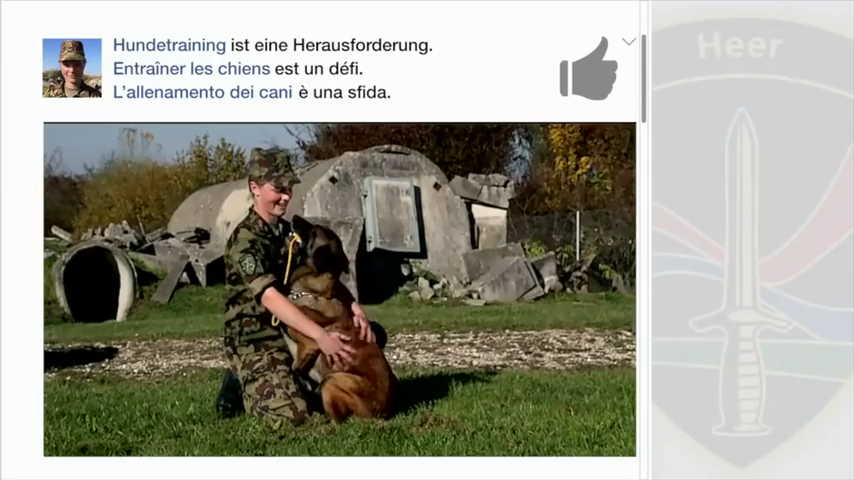 Hundetraining ist eine Herausforderung.
Entraîner les chiens est un défi.
L'allenamento dei cani è una sfida.
Heer